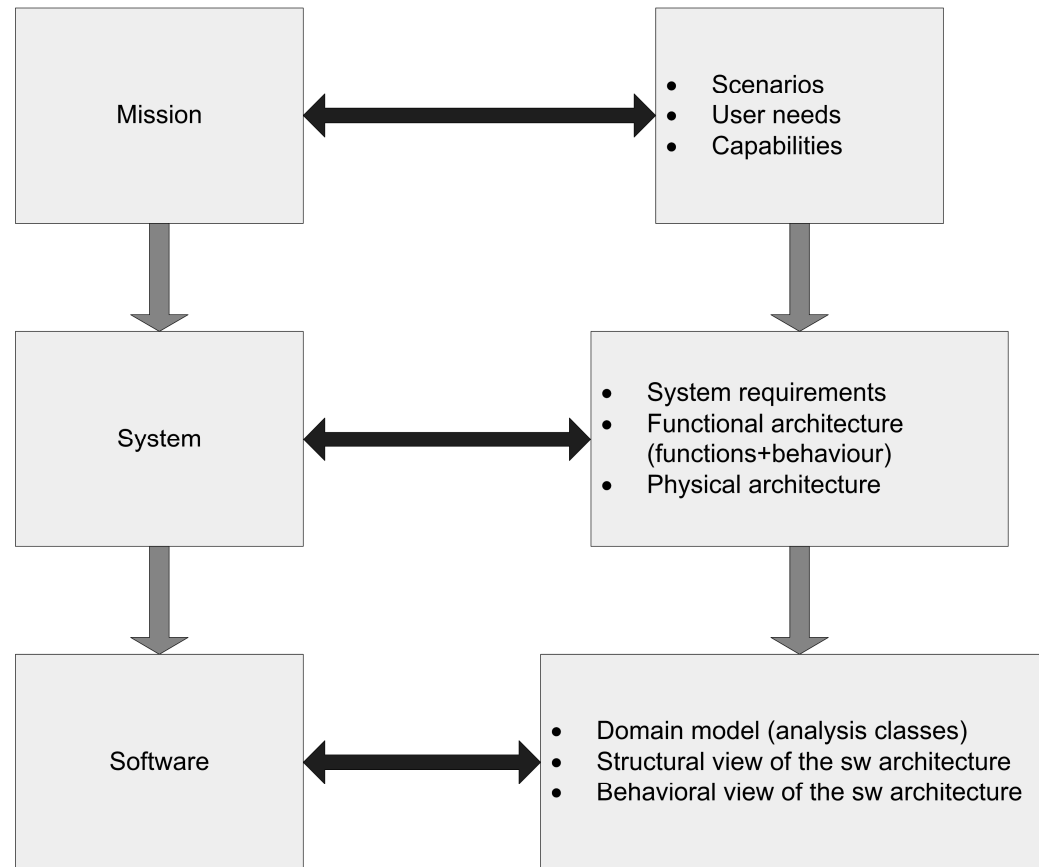 Mission
• Scenarios
• User needs
• Capabilities
System
• System requirements
• Functional architecture
(functions+behaviour)
• Physical architecture
Software
• Domain model (analysis classes)
• Structural view of the sw architecture
• Behavioral view of the sw architecture